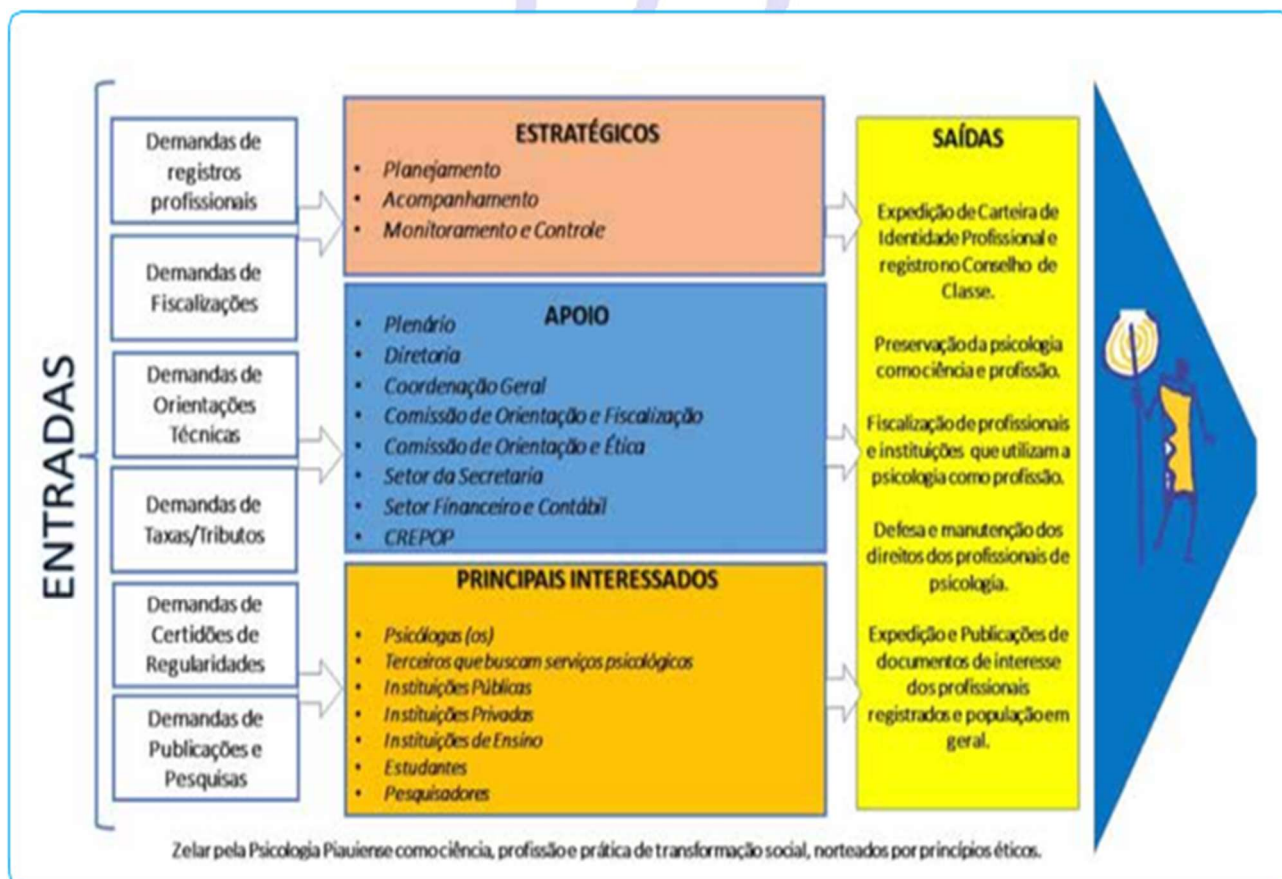 ENTRADAS
Demandas de
registros
profissionais
Demandas de
Fiscalizações
Demandas de
Orientações
Técnicas
Demandas de
Taxas/Tributos
Demandas de
Certidões de
Regularidades
Demandas de
Publicações e
Pesquisas
ESTRATÉGICOS
• Planejamento
• Acompanhamento
• Monitoramento e Controle
APOIO
• Plenário
• Diretoria
• Coordenação Geral
• Comissão de Orientação e Fiscalização
• Comissão de Orientação e Ética
• Setor da Secretaria
• Setor Financeiro e Contábil
• CREPOP
PRINCIPAIS INTERESSADOS
• Psicólogas (os)
• Terceiros que buscam serviços psicológicos
• Instituições Públicas
• Instituições Privadas
• Instituições de Ensino
• Estudantes
• Pesquisadores
SAÍDAS
Expedição de Carteira de
Identidade Profissional e
registro no Conselho de
Classe.
Preservação da psicologia
como ciência e profissão.
Fiscalização de profissionais
e instituições que utilizam a
psicologia como profissão.
Defesa e manutenção dos
direitos dos profissionais de
psicologia.
Expedição e Publicações de
documentos de interesse
dos profissionais
registrados e população em
geral.
Zelar pela Psicologia Piauiense como ciência, profissão e prática de transformação social, norteados por princípios éticos.